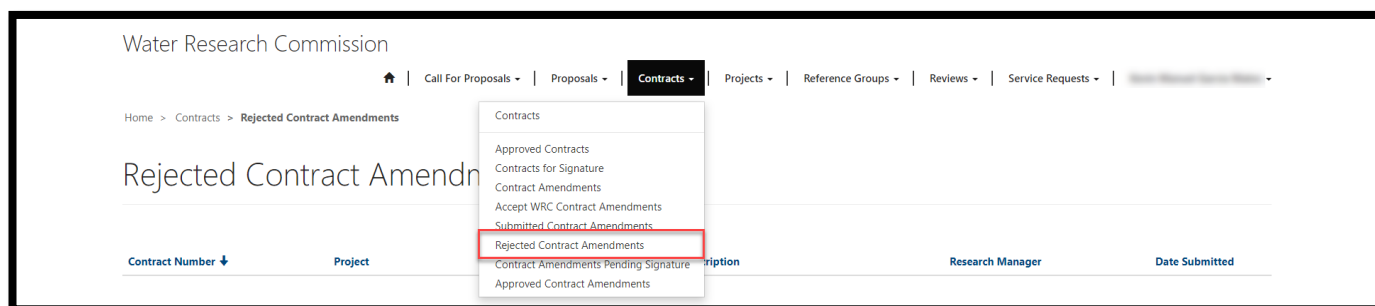 Water Research Commission
Call For Proposals | Proposals | Contracts | Projects | Reference Groups | Reviews | Service Requests |
Home > Contracts > Rejected Contract Amendments
Contracts
Rejected Contract Amendm
Approved Contracts
Contracts for Signature
Contract Amendments
Accept WRC Contract Amendments
Submitted Contract Amendments
Rejected Contract Amendments
Contract Amendments Pending Signature
Approved Contract Amendments
Contract Number Project ription Research Manager Date Submitted